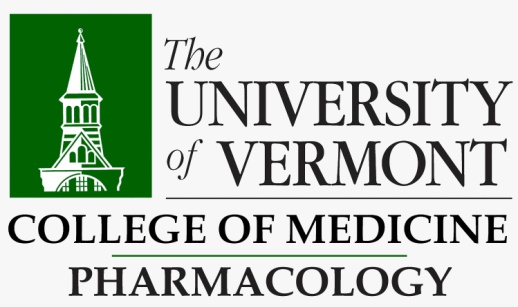 The
UNIVERSITY
of VERMONT
COLLEGE OF MEDICINE
PHARMACOLOGY